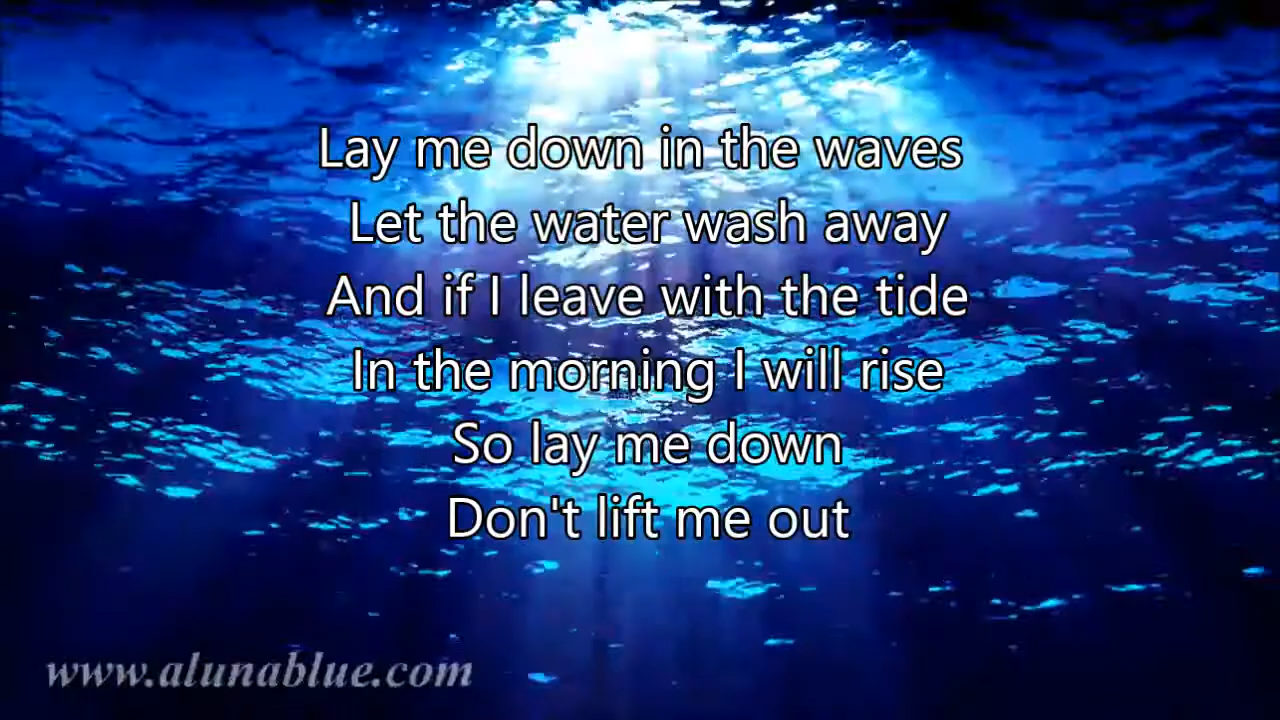 Lay me down in the waves
Let the water wash away
And if I leave with the tide
In the morning I will rise
So lay me down
Don't lift me out
www.alunablue.com